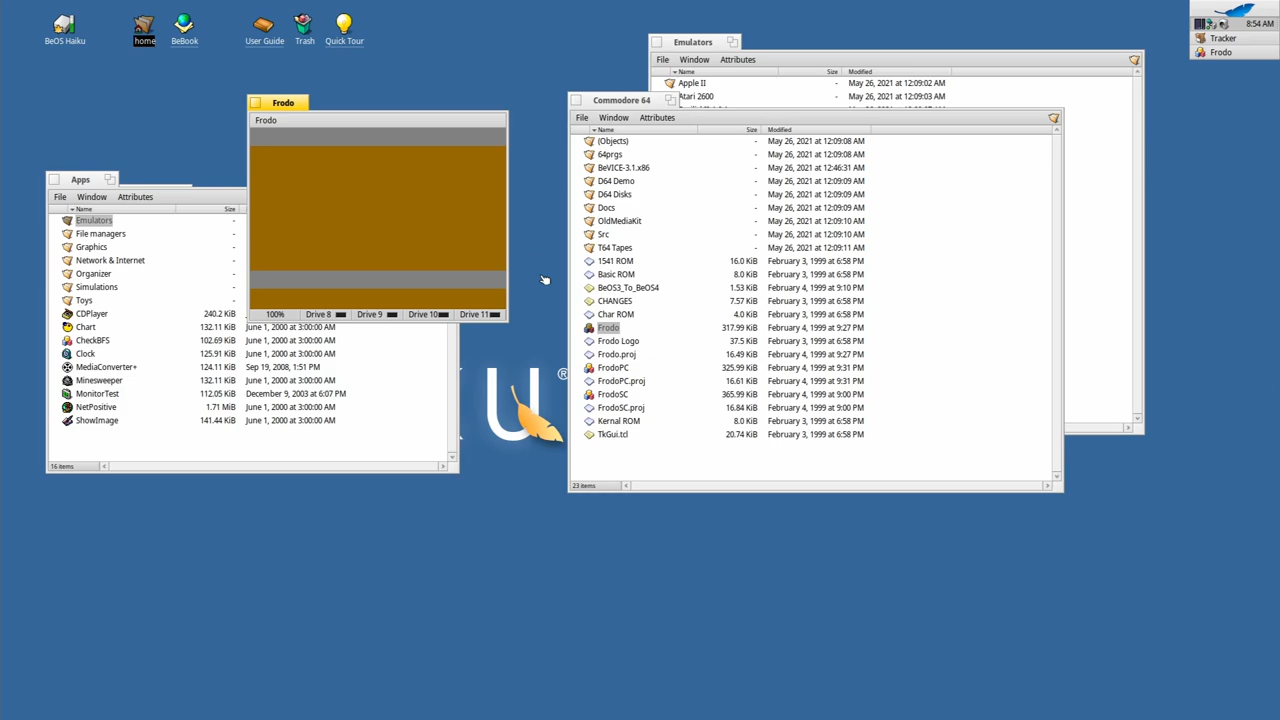 BeOS Haiku
home
BeBook
User Guide
Trash
Quick Tour
8:54 AM
Tracker
Frodo
Emulators
File Window Attributes
Name Size Modified
Apple II - May 26, 2021 at 12:09:02 AM
Atari 2600 - May 26, 2021 at 12:09:03 AM
Commodore 64
File Window Attributes
Name Size Modified
(Objects) - May 26, 2021 at 12:09:08 AM
64prgs - May 26, 2021 at 12:09:08 AM
BeVICE-3.1.x86 - May 26, 2021 at 12:46:31 AM
D64 Demo - May 26, 2021 at 12:09:09 AM
D64 Disks - May 26, 2021 at 12:09:09 AM
Docs - May 26, 2021 at 12:09:09 AM
OldMediaKit - May 26, 2021 at 12:09:10 AM
Src - May 26, 2021 at 12:09:10 AM
T64 Tapes - May 26, 2021 at 12:09:11 AM
1541 ROM 16.0 KiB February 3, 1999 at 6:58 PM
Basic ROM 8.0 KiB February 3, 1999 at 6:58 PM
BeOS3_To_BeOS4 1.53 KiB February 4, 1999 at 9:10 PM
CHANGES 7.57 KiB February 3, 1999 at 6:58 PM
Char ROM 4.0 KiB February 3, 1999 at 6:58 PM
Frodo 317.99 KiB February 4, 1999 at 9:27 PM
Frodo Logo 37.5 KiB February 3, 1999 at 6:58 PM
Frodo.proj 16.49 KiB February 4, 1999 at 9:27 PM
FrodoPC 325.99 KiB February 4, 1999 at 9:31 PM
FrodoPC.proj 16.61 KiB February 4, 1999 at 9:31 PM
FrodoSC 365.99 KiB February 4, 1999 at 9:00 PM
FrodoSC.proj 16.84 KiB February 4, 1999 at 9:00 PM
Kernal ROM 8.0 KiB February 3, 1999 at 6:58 PM
TkGui.tcl 20.74 KiB February 3, 1999 at 6:58 PM
23 items
Frodo
Frodo
100% Drive 8 Drive 9 Drive 10 Drive 11
Apps
File Window Attributes
Name Size
Emulators -
File managers -
Graphics -
Network & Internet -
Organizer -
Simulations -
Toys -
CDPlayer 240.2 KiB
Chart 132.11 KiB June 1, 2000 at 3:00:00 AM
CheckBFS 102.69 KiB June 1, 2000 at 3:00:00 AM
Clock 125.91 KiB June 1, 2000 at 3:00:00 AM
MediaConverter+ 124.11 KiB Sep 19, 2008, 1:51 PM
Minesweeper 132.11 KiB June 1, 2000 at 3:00:00 AM
MonitorTest 112.05 KiB December 9, 2003 at 6:07 PM
NetPositive 1.71 MiB June 1, 2000 at 3:00:00 AM
ShowImage 141.44 KiB June 1, 2000 at 3:00:00 AM
16 items
U®